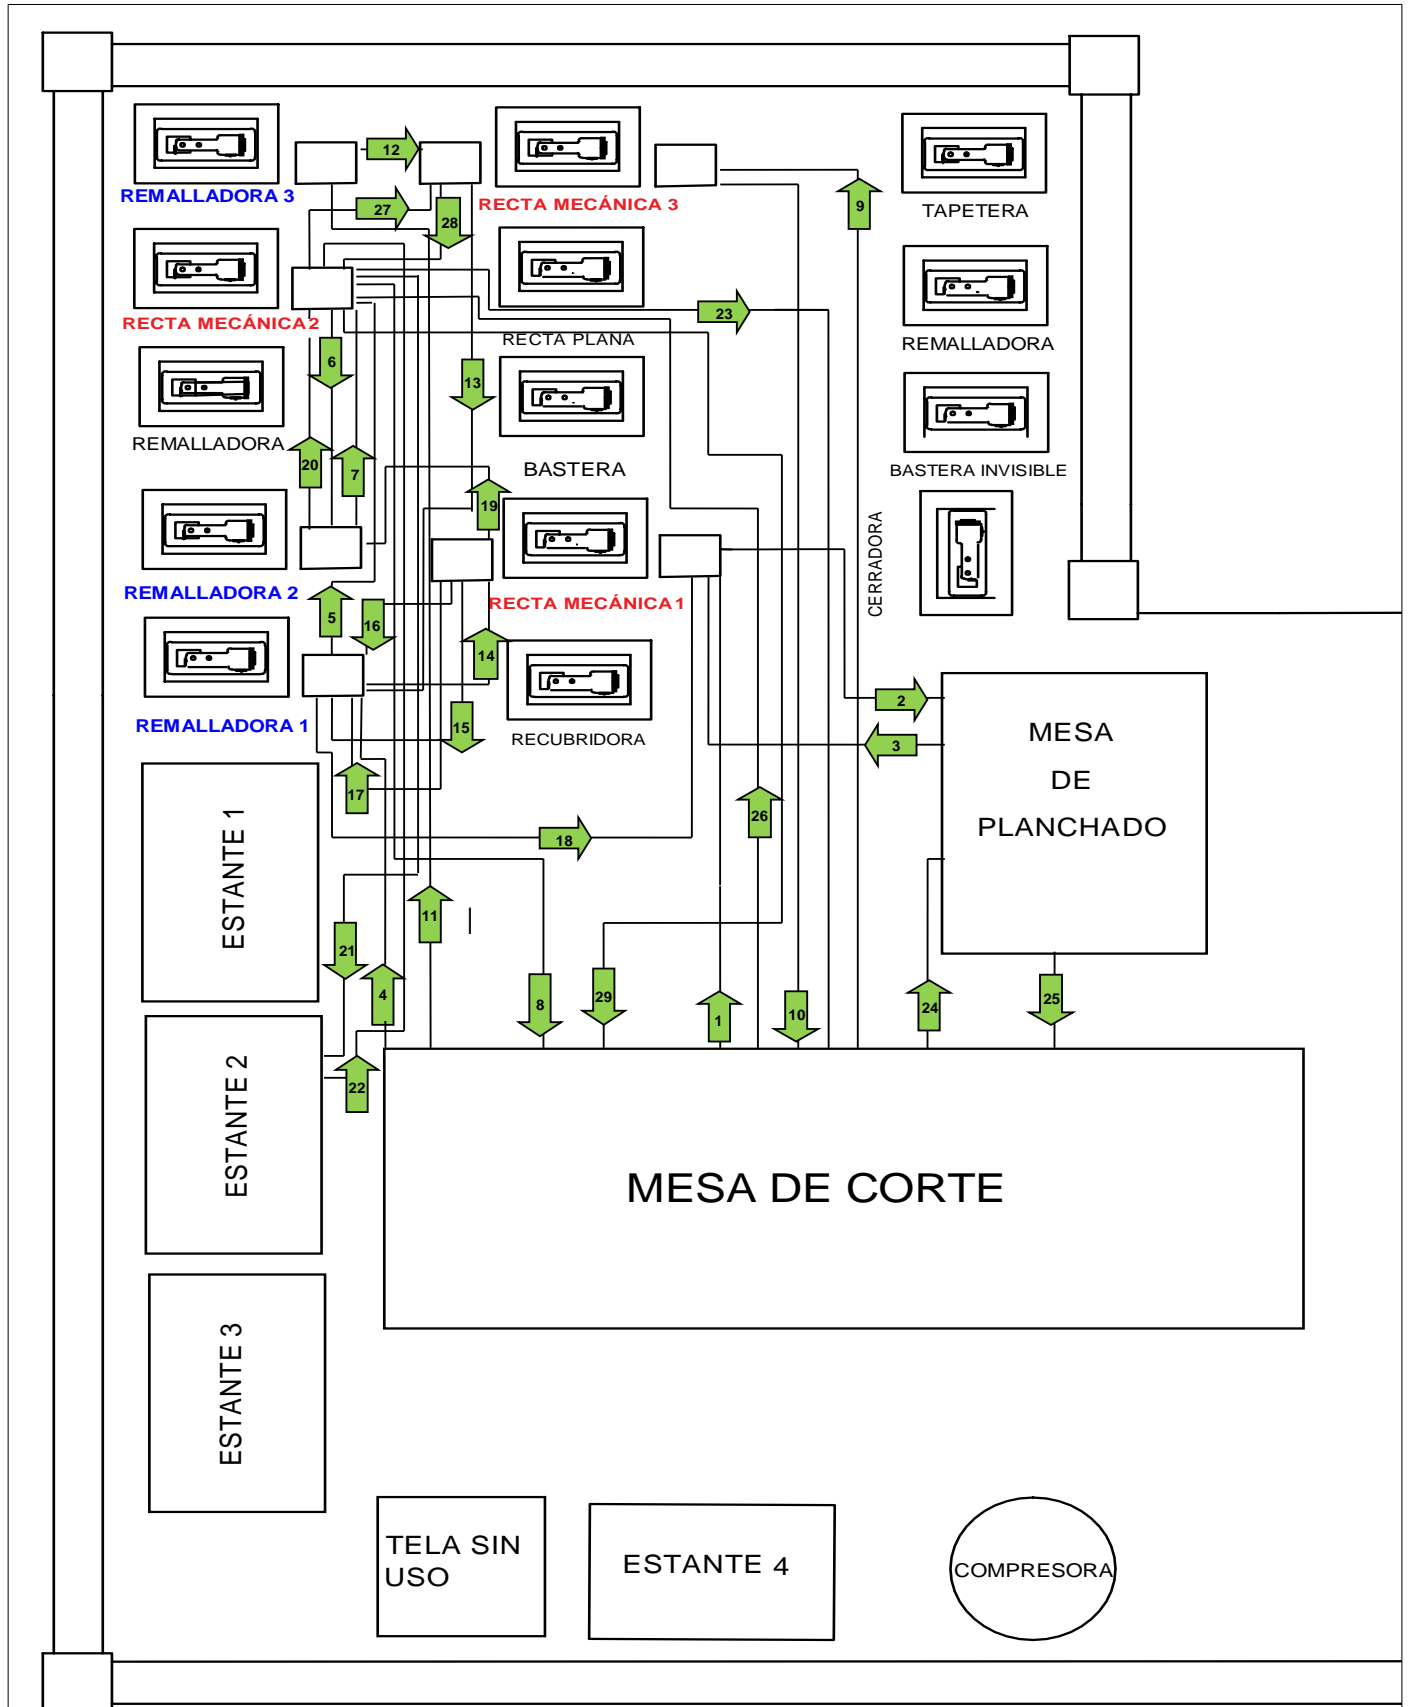 12
REMALLADORA 3
RECTA MECÁNICA 3
27
28
9
TAPETERA
RECTA MECÁNICA 2
6
RECTA PLANA
23
REMALLADORA
13
REMALLADORA
20
7
BASTERA
BASTERA INVISIBLE
19
CERRADORA
REMALLADORA 2
5
16
RECTA MECÁNICA 1
14
REMALLADORA 1
15
RECUBRIDORA
2
3
MESA
DE
PLANCHADO
17
18
26
ESTANTE 1
11
21
4
8
29
1
10
24
25
22
ESTANTE 2
MESA DE CORTE
ESTANTE 3
TELA SIN
USO
ESTANTE 4
COMPRESORA